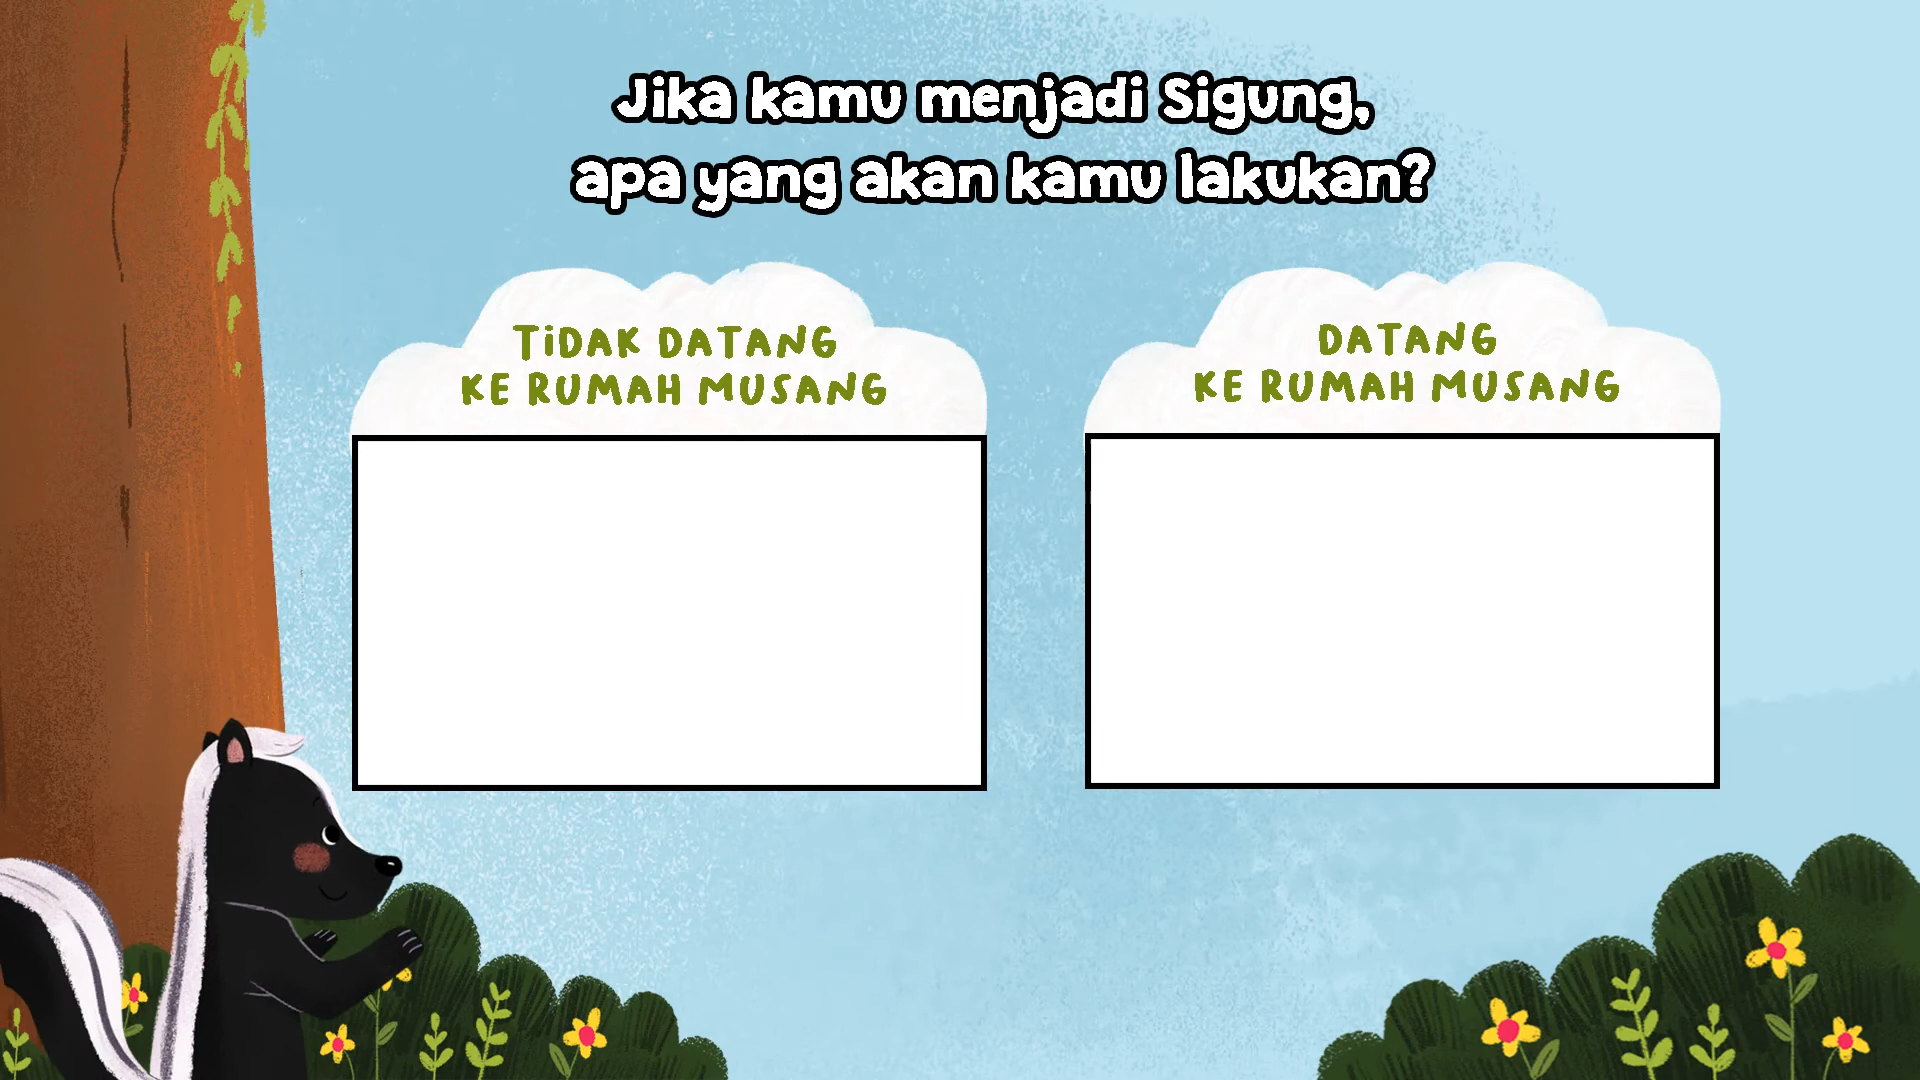 Jika kamu menjadi Sigung,
apa yang akan kamu lakukan?
TiDAK DATANG
KE RUMAH MUSANG
DATANG
KE RUMAH MUSANG